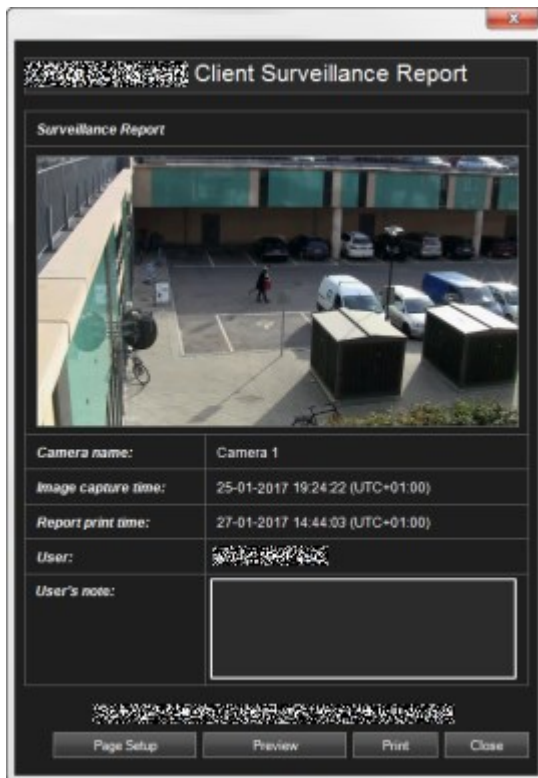 Client Surveillance Report
Surveillance Report
Camera name: Camera 1
Image capture time: 25-01-2017 19:24:22 (UTC+01:00)
Report print time: 27-01-2017 14:44:03 (UTC+01:00)
User:
User's note:
Page Setup Preview Print Close